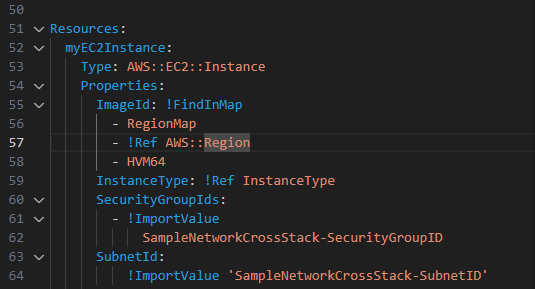 50
51 Resources:
52   myEC2Instance:
53     Type: AWS::EC2::Instance
54     Properties:
55       ImageId: !FindInMap
56         - RegionMap
57         - !Ref AWS::Region
58         - HVM64
59       InstanceType: !Ref InstanceType
60       SecurityGroupIds:
61         - !ImportValue
62             SampleNetworkCrossStack-SecurityGroupID
63       SubnetId:
64           !ImportValue 'SampleNetworkCrossStack-SubnetID'